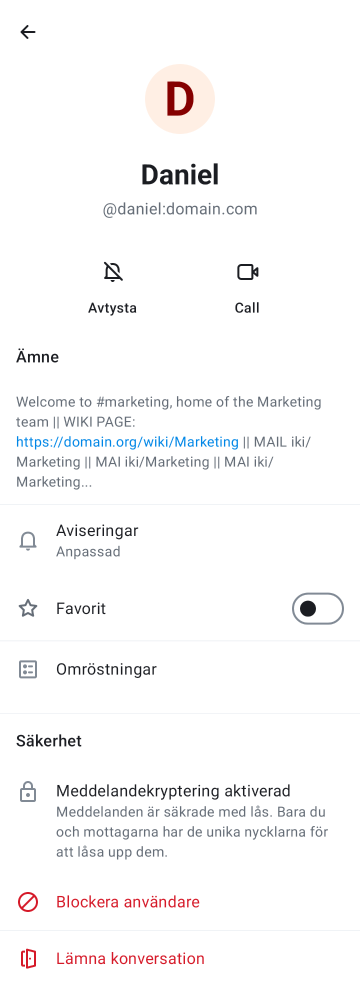 D
Daniel
@daniel:domain.com
Avtysta
Call
Ämne
Welcome to #marketing, home of the Marketing
team || WIKI PAGE:
https://domain.org/wiki/Marketing || MAIL iki/
Marketing || MAI iki/Marketing || MAI iki/
Marketing...
Aviseringar
Anpassad
Favorit
Omröstningar
Säkerhet
Meddelandekryptering aktiverad
Meddelanden är säkrade med lås. Bara du
och mottagarna har de unika nycklarna för
att låsa upp dem.
Blockera användare
Lämna konversation